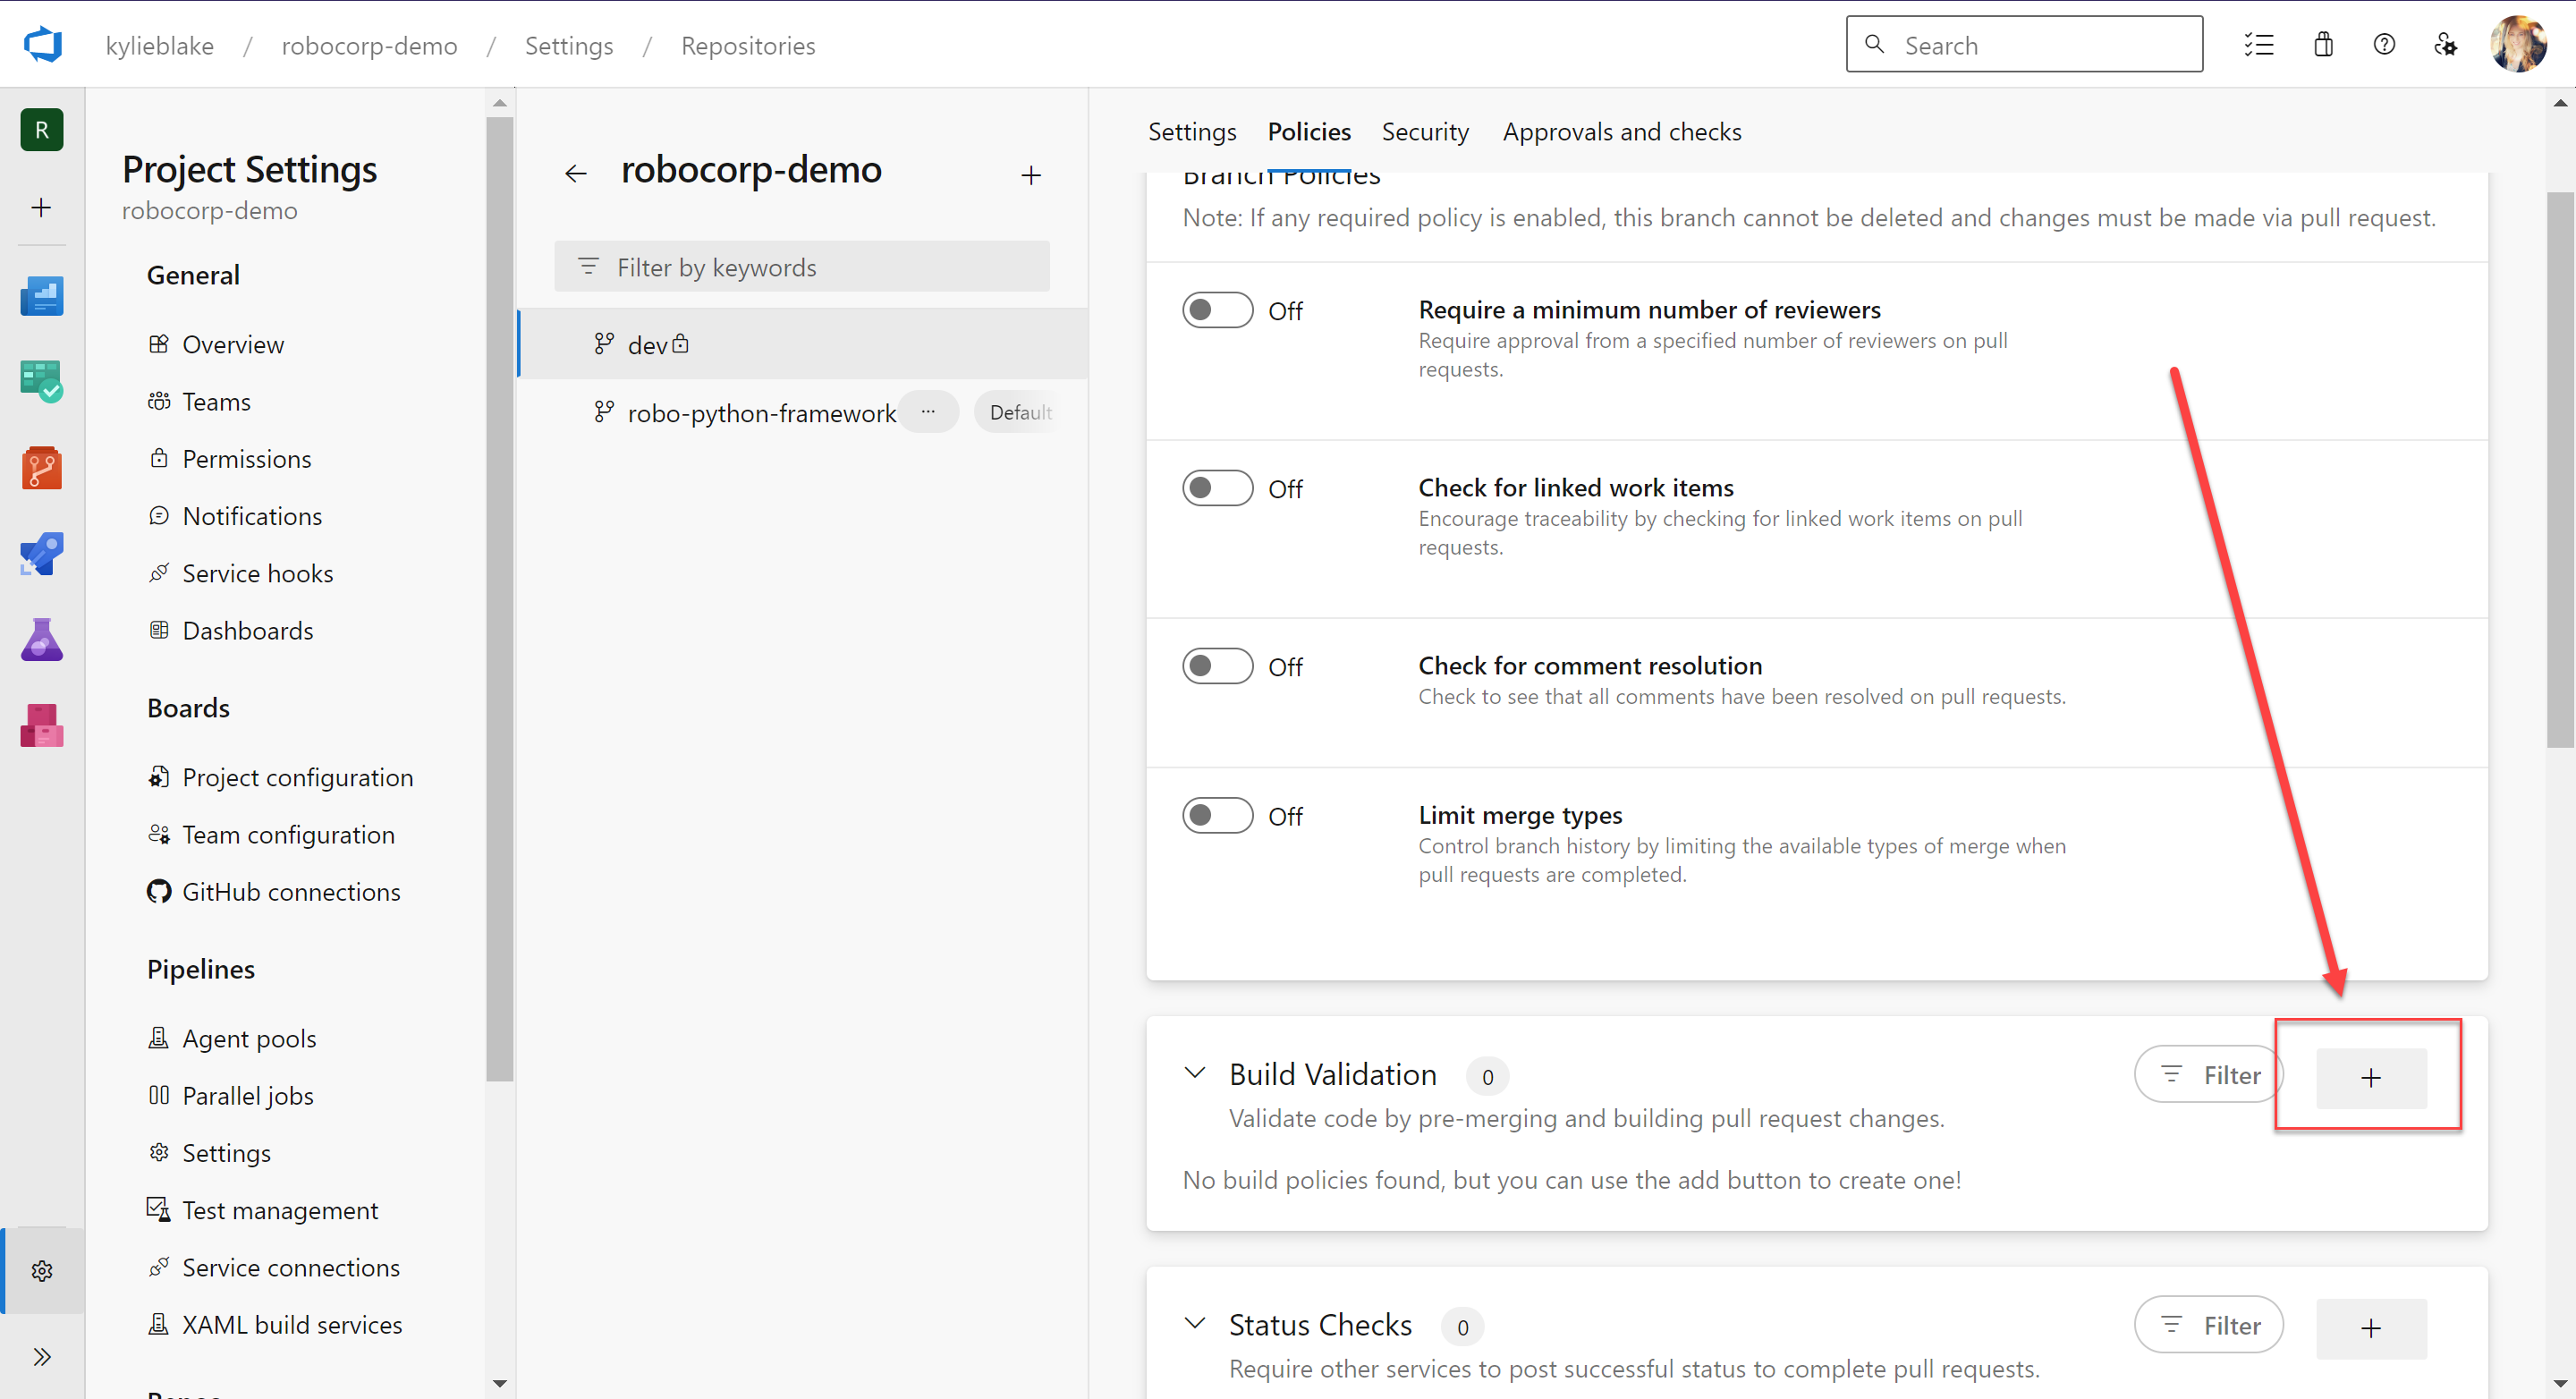 kylieblake / robocorp-demo / Settings / Repositories
Search
R
Project Settings
robocorp-demo
General
Overview
Teams
Permissions
Notifications
Service hooks
Dashboards
Boards
Project configuration
Team configuration
GitHub connections
Pipelines
Agent pools
Parallel jobs
Settings
Test management
Service connections
XAML build services
Repos
robocorp-demo
Filter by keywords
dev
robo-python-framework ... Default
Settings Policies Security Approvals and checks
Branch Policies
Note: If any required policy is enabled, this branch cannot be deleted and changes must be made via pull request.
Off Require a minimum number of reviewers
Require approval from a specified number of reviewers on pull
requests.
Off Check for linked work items
Encourage traceability by checking for linked work items on pull
requests.
Off Check for comment resolution
Check to see that all comments have been resolved on pull requests.
Off Limit merge types
Control branch history by limiting the available types of merge when
pull requests are completed.
Build Validation 0 Filter +
Validate code by pre-merging and building pull request changes.
No build policies found, but you can use the add button to create one!
Status Checks 0 Filter +
Require other services to post successful status to complete pull requests.